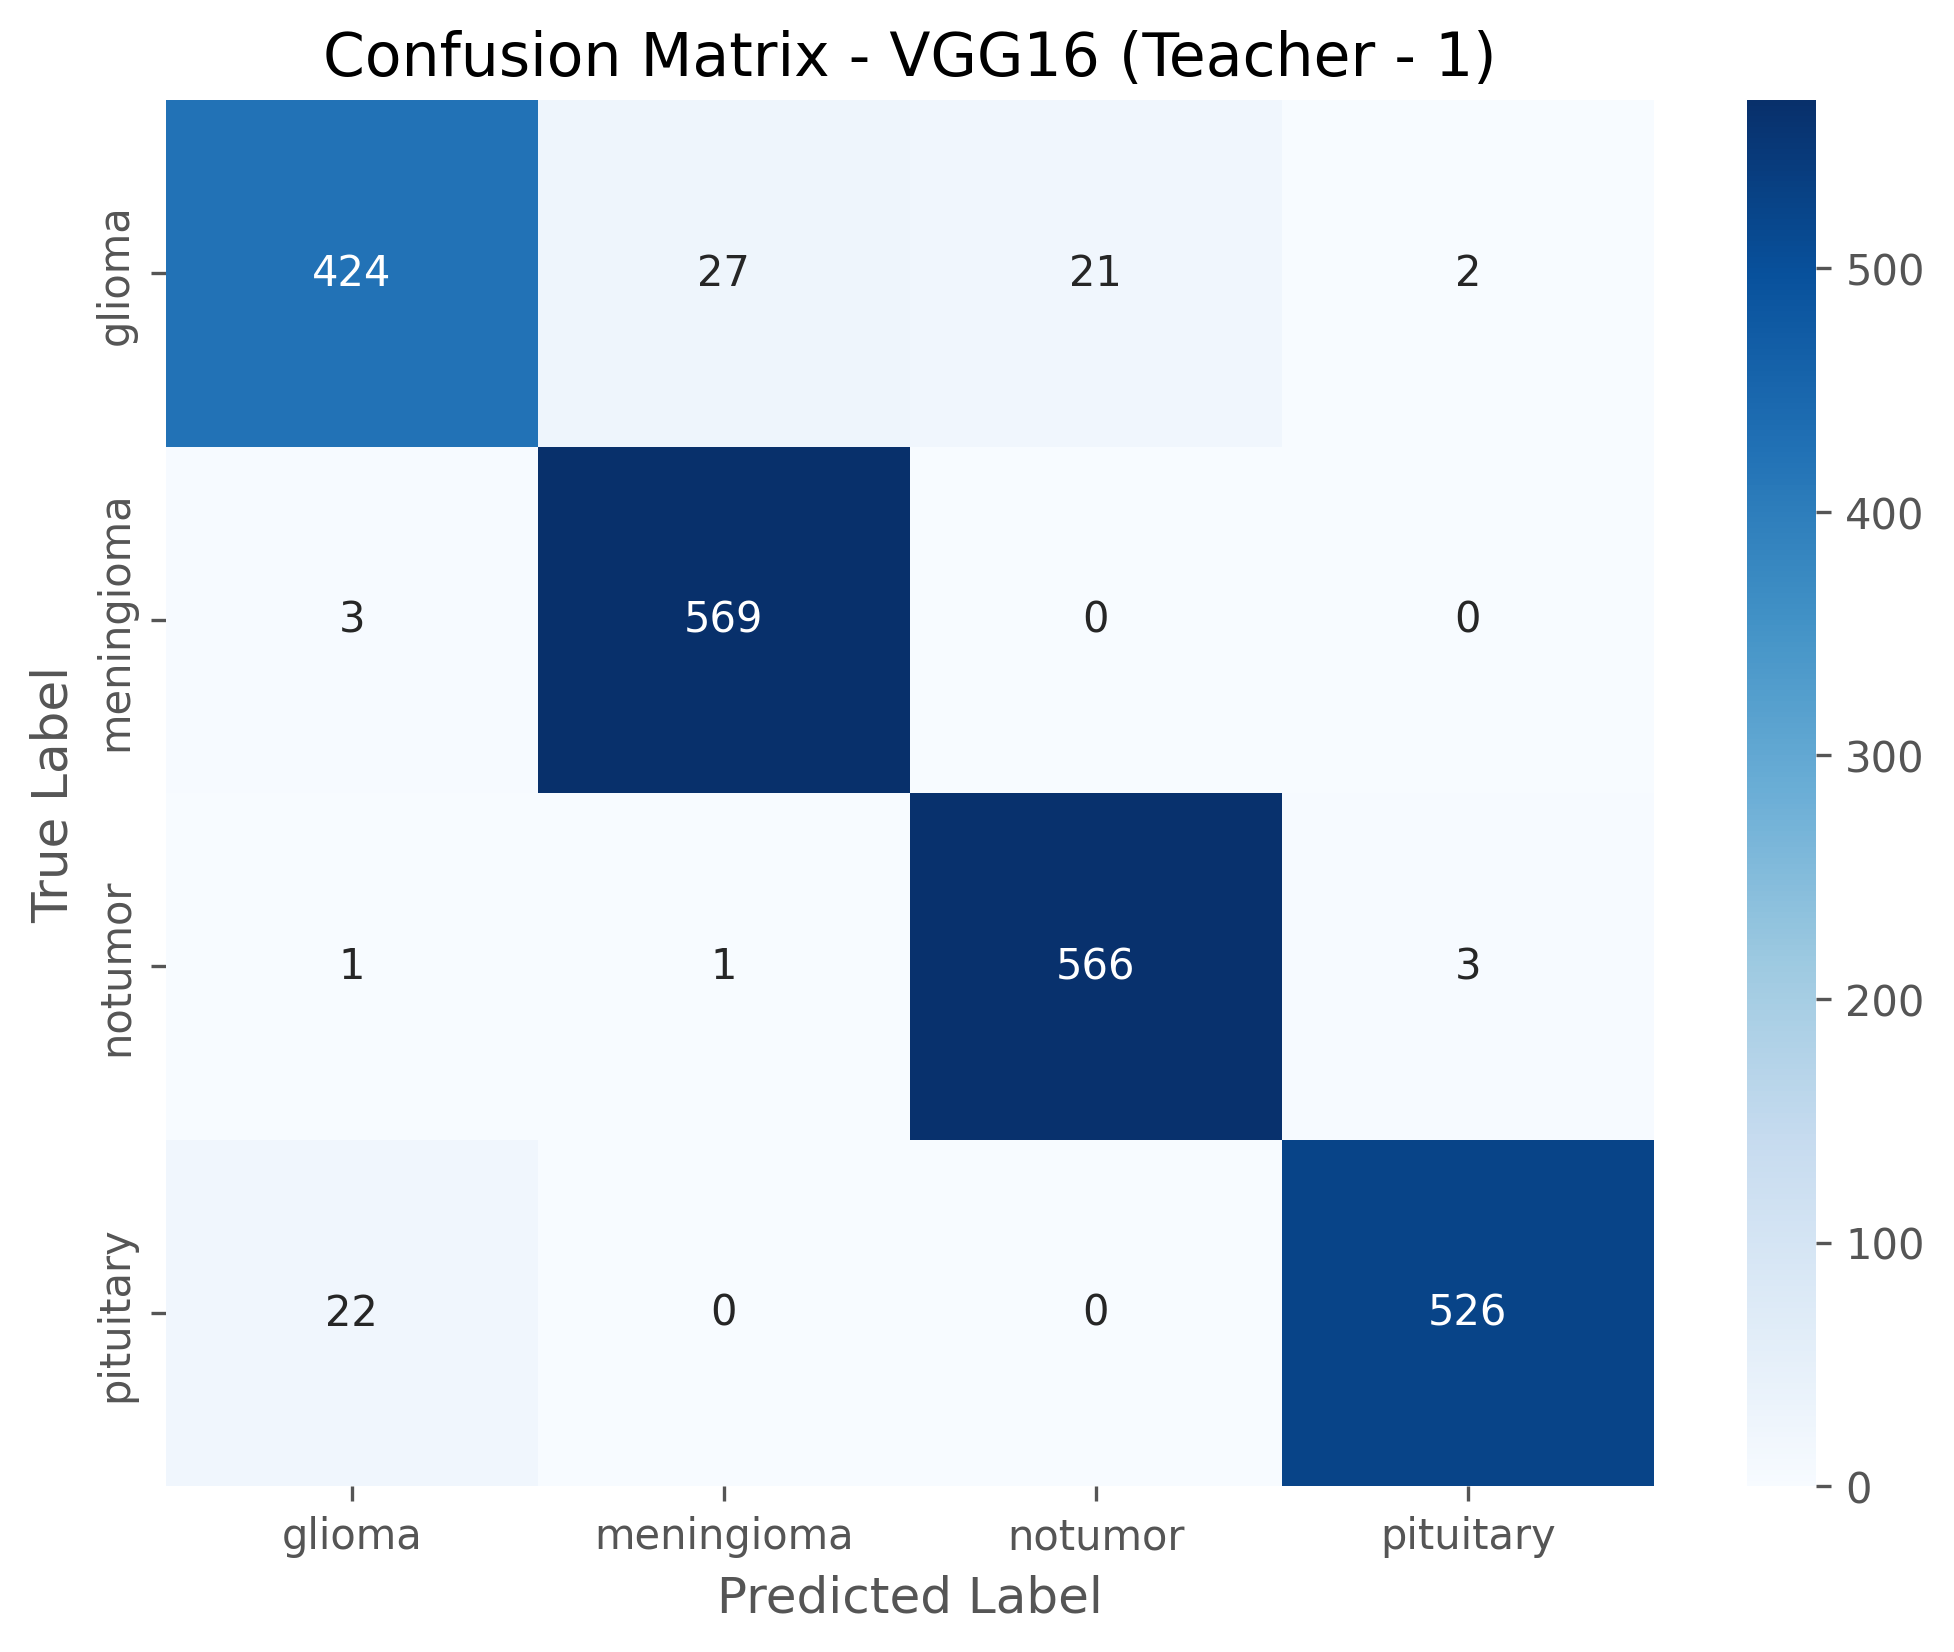 Confusion Matrix - VGG16 (Teacher - 1)
True Label
glioma
424 27 21 2
meningioma
3 569 0 0
notumor
1 1 566 3
pituitary
22 0 0 526
glioma meningioma notumor pituitary
Predicted Label
500
400
300
200
100
0